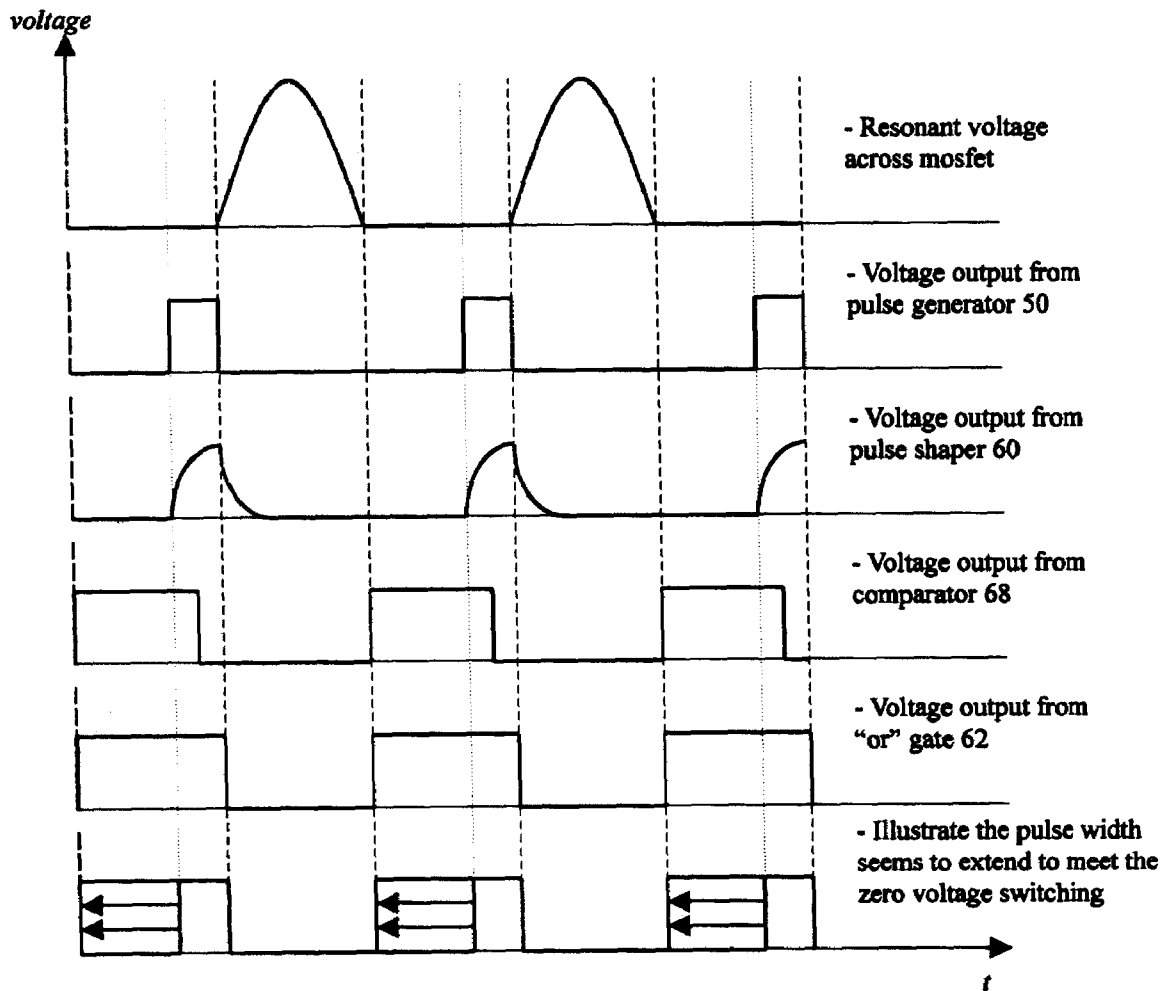 voltage
- Resonant voltage
across mosfet
- Voltage output from
pulse generator 50
- Voltage output from
pulse shaper 60
- Voltage output from
comparator 68
- Voltage output from
“or” gate 62
- Illustrate the pulse width
seems to extend to meet the
zero voltage switching
t